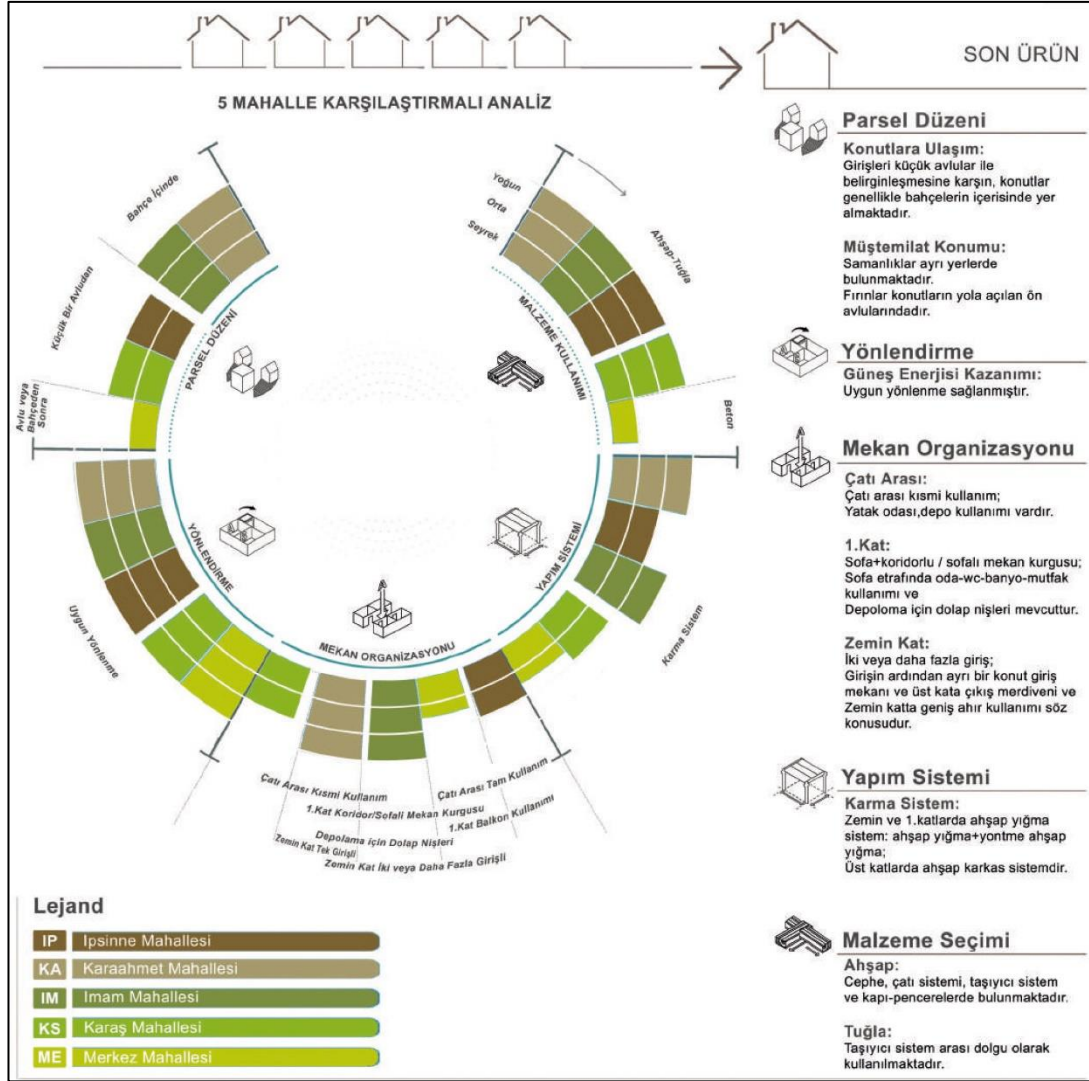 SON ÜRÜN
5 MAHALLE KARŞILAŞTIRMALI ANALİZ
Bahçe İçinde
Küçük Bir Avludan
Avlu veya
Bahçeden
Sonra
PARSEL DÜZENİ
Yoğun
Orta
Seyrek
Ahşap-Tuğla
MALZEME KULLANIMI
Beton
YÖNLENDİRME
Uygun Yönlenme
MEKAN ORGANIZASYONU
YAPIM SİSTEMİ
Karma Sistem
Çatı Arası Kısmi Kullanım
Çatı Arası Tam Kullanım
1.Kat Koridor/Sofali Mekan Kurgusu
1.Kat Balkon Kullanımı
Depolama için Dolap Nişleri
Zemin Kat Tek Girişli
Zemin Kat İki veya Daha Fazla Girişli
Parsel Düzeni
Konutlara Ulaşım:
Girişleri küçük avlular ile
belirginleşmesine karşın, konutlar
genellikle bahçelerin içerisinde yer
almaktadır.
Müştemilat Konumu:
Samanlıklar ayrı yerlerde
bulunmaktadır.
Fırınlar konutların yola açılan ön
avlularındadır.
Yönlendirme
Güneş Enerjisi Kazanımı:
Uygun yönlenme sağlanmıştır.
Mekan Organizasyonu
Çatı Arası:
Çatı arası kısmi kullanım;
Yatak odası,depo kullanımı vardır.
1.Kat:
Sofa+koridorlu / sofalı mekan kurgusu;
Sofa etrafında oda-wc-banyo-mutfak
kullanımı ve
Depoloma için dolap nişleri mevcuttur.
Zemin Kat:
İki veya daha fazla giriş;
Girişin ardından ayrı bir konut giriş
mekanı ve üst kata çıkış merdiveni ve
Zemin katta geniş ahır kullanımı söz
konusudur.
Yapım Sistemi
Karma Sistem:
Zemin ve 1.katlarda ahşap yığma
sistem: ahşap yığma+yontme ahşap
yığma;
Üst katlarda ahşap karkas sistemdir.
Malzeme Seçimi
Ahşap:
Cephe, çatı sistemi, taşıyıcı sistem
ve kapı-pencerelerde bulunmaktadır.
Tuğla:
Taşıyıcı sistem arası dolgu olarak
kullanılmaktadır.
Lejand
IP Ipsinne Mahallesi
KA Karaahmet Mahallesi
IM Imam Mahallesi
KS Karaş Mahallesi
ME Merkez Mahallesi